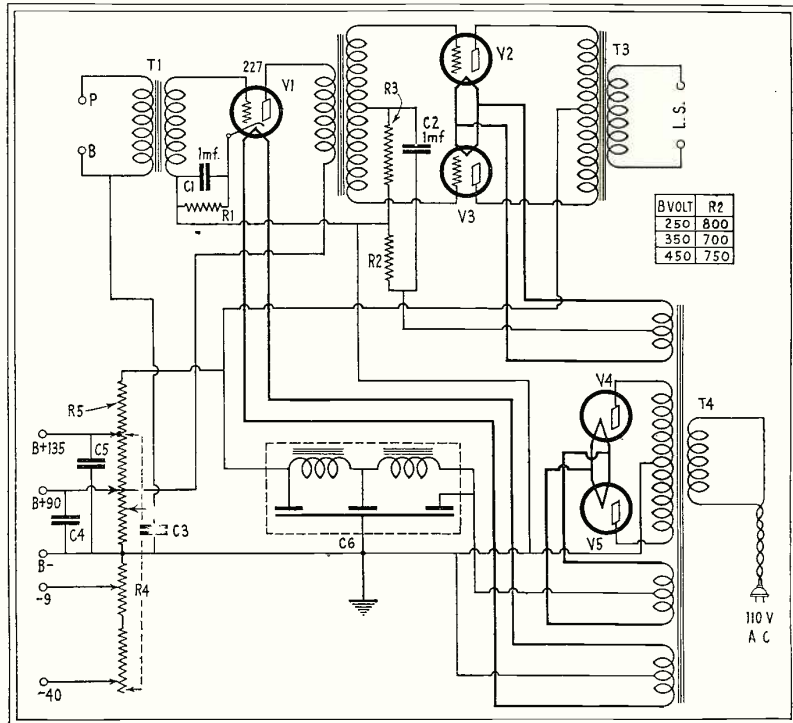 T1
227
V1
P
B
1mf.
C1
R1
R3
C2
1mf
R2
V2
V3
T3
L.S.
B VOLT R2
250 800
350 700
450 750
R5
B+135
C5
B+90
C4
C3
B-
-9
R4
-40
C6
V4
V5
T4
110 V
A C